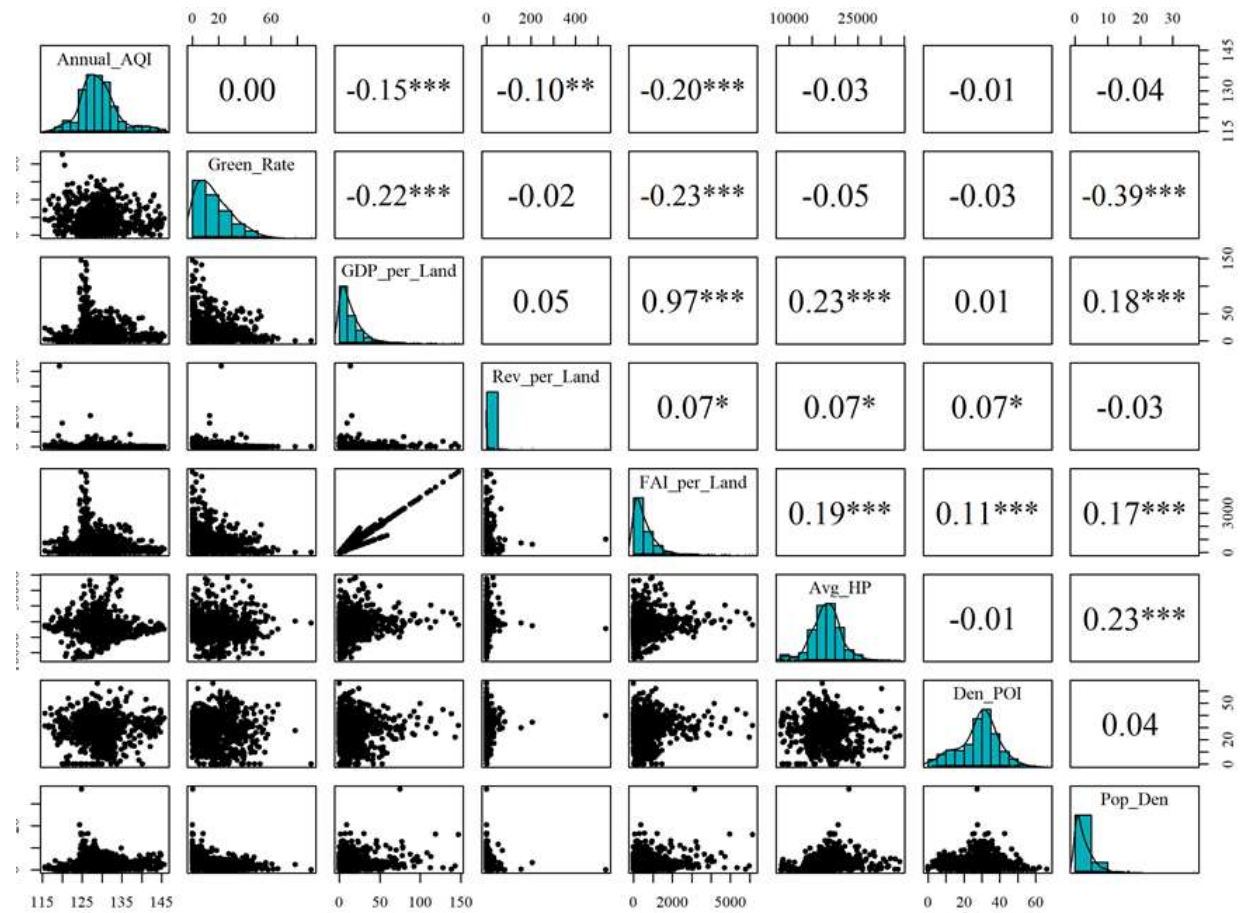 0 20 60 0 200 400 10000 25000 0 10 20 30
Annual_AQI 0.00 -0.15*** -0.10** -0.20*** -0.03 -0.01 -0.04 115 130 145
Green_Rate -0.22*** -0.02 -0.23*** -0.05 -0.03 -0.39***
GDP_per_Land 0.05 0.97*** 0.23*** 0.01 0.18*** 0 50 150
Rev_per_Land 0.07* 0.07* 0.07* -0.03
FAI_per_Land 0.19*** 0.11*** 0.17*** 0 3000
Avg_HP -0.01 0.23***
Den_POI 0.04 0 20 50
Pop_Den
115 125 135 145 0 50 100 150 0 2000 5000 0 20 40 60